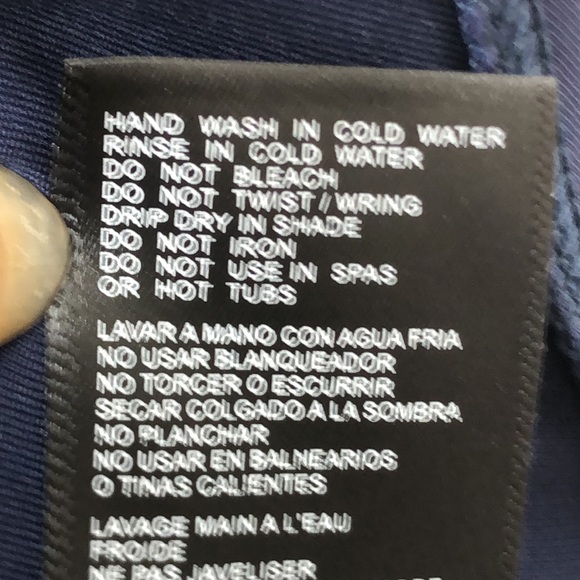 HAND WASH IN COLD WATER
RINSE IN COLD WATER
DO NOT BLEACH
DO NOT TWIST / WRING
DRIP DRY IN SHADE
DO NOT IRON
DO NOT USE IN SPAS
OR HOT TUBS
LAVAR A MANO CON AGUA FRIA
NO USAR BLANQUEADOR
NO TORCER O ESCURRIR
SECAR COLGADO A LA SOMBRA
NO PLANCHAR
NO USAR EN BALNEARIOS
O TINAS CALIENTES
LAVAGE MAIN A L'EAU
FROIDE
NE PAS JAVELISER